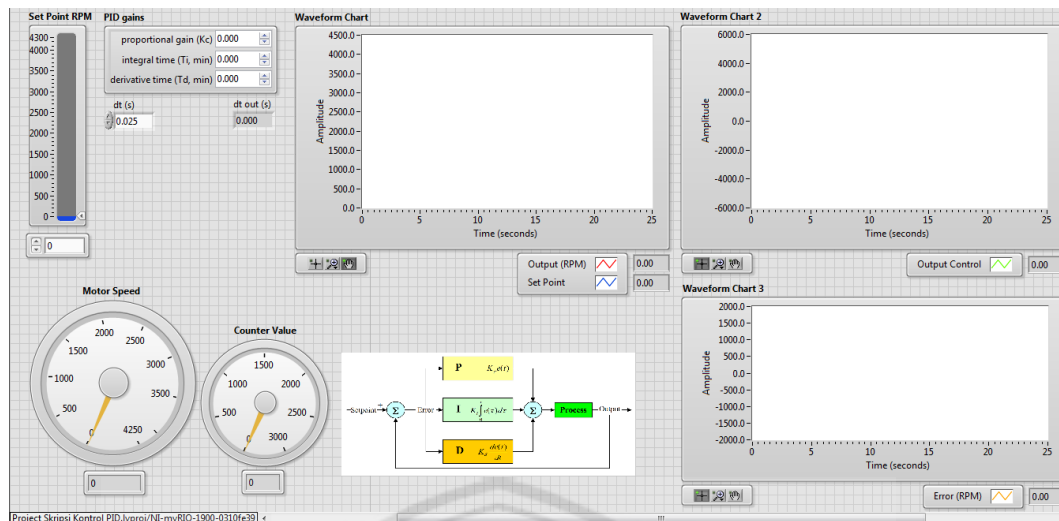 Set Point RPM
4300
4000
3500
3000
2500
2000
1500
1000
500
0
0
PID gains
proportional gain (Kc) 0.000
integral time (Ti, min) 0.000
derivative time (Td, min) 0.000
dt (s)
0.025
dt out (s)
0.000
Waveform Chart
Amplitude
4500.0
4000.0
3500.0
3000.0
2500.0
2000.0
1500.0
1000.0
500.0
0.0
0 5 10 15 20 25
Time (seconds)
Output (RPM) 0.00
Set Point 0.00
Waveform Chart 2
Amplitude
6000.0
4000.0
2000.0
0.0
-2000.0
-4000.0
-6000.0
0 5 10 15 20 25
Time (seconds)
Output Control 0.00
Motor Speed
0
500
1000
1500
2000
2500
3000
3500
4250
0
Counter Value
0
500
1000
1500
2000
2500
3000
0
Setpoint
+
-
Σ
Error
P
I
D
Σ
Process
Output
Waveform Chart 3
Amplitude
2000.0
1500.0
1000.0
500.0
0.0
-500.0
-1000.0
-1500.0
-2000.0
0 5 10 15 20 25
Time (seconds)
Error (RPM) 0.00
Project Skripsi Kontrol PID.lvproj/NI-myRIO-1900-0310fe39